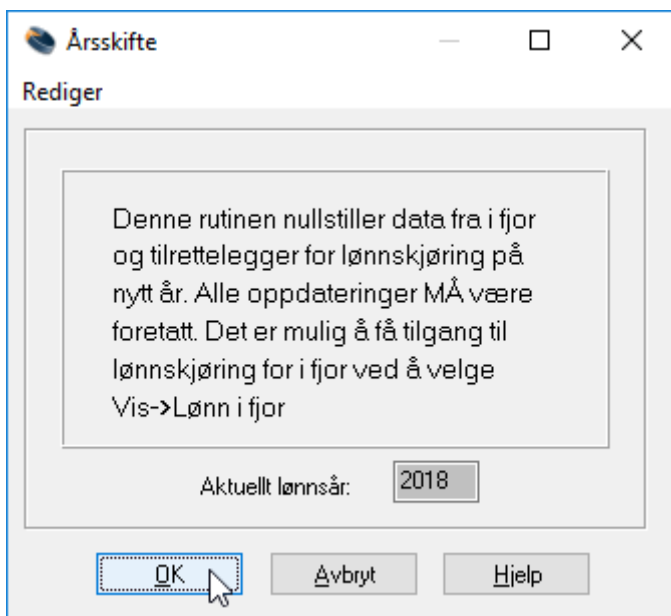 Årsskifte
Rediger
Denne rutinen nullstiller data fra i fjor
og tilrettelegger for lønnskjøring på
nytt år. Alle oppdateringer MÅ være
foretatt. Det er mulig å få tilgang til
lønnskjøring for i fjor ved å velge
Vis->Lønn i fjor
Aktuellt lønnsår: 2018
OK Avbryt Hjelp